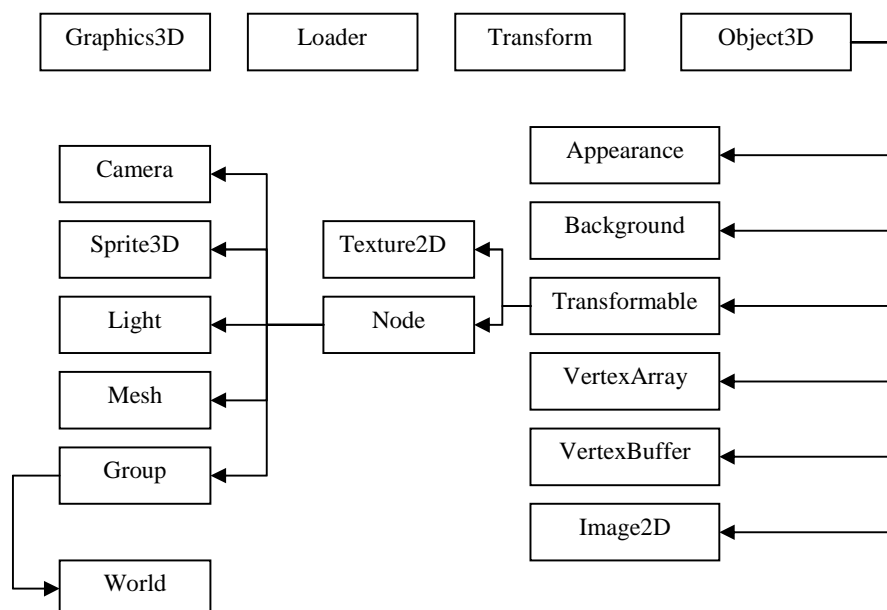 Graphics3D
Loader
Transform
Object3D
Camera
Appearance
Sprite3D
Texture2D
Background
Light
Node
Transformable
Mesh
VertexArray
Group
VertexBuffer
Image2D
World